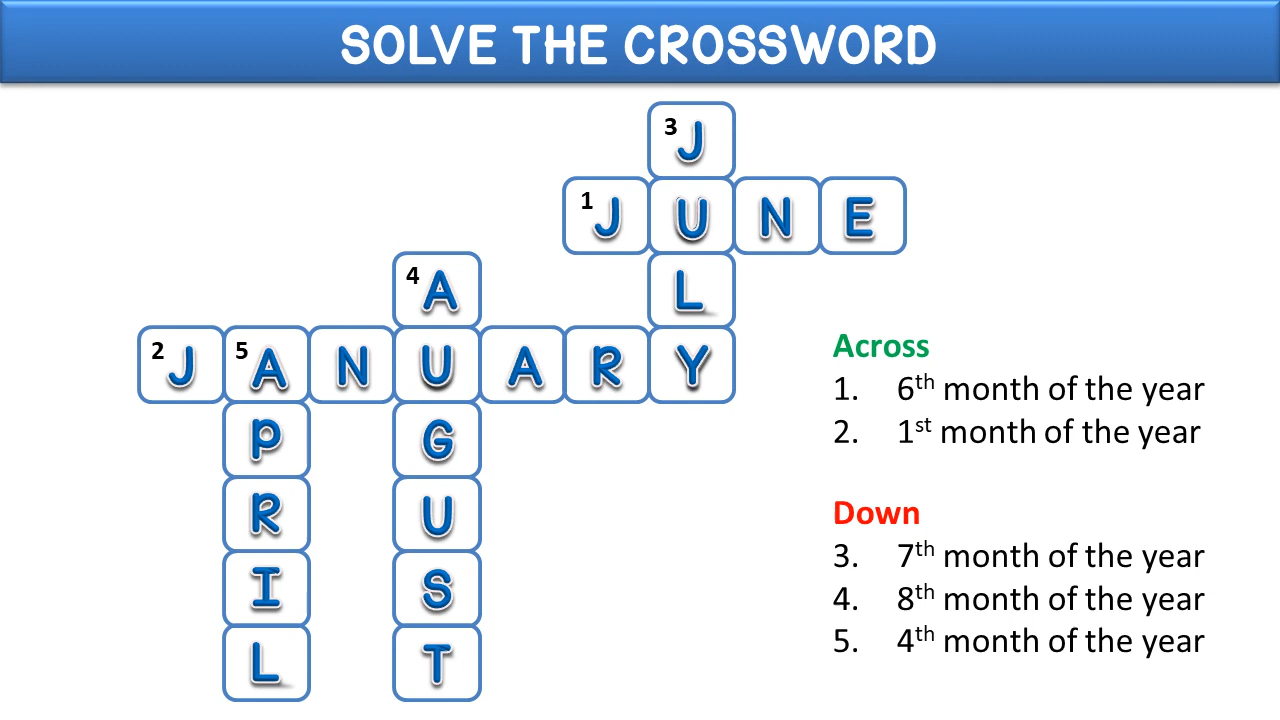 SOLVE THE CROSSWORD
3 J
1 J U N E
4 A L
2 J 5 A N U A R Y
P G
R U
I S
L T
Across
1. 6th month of the year
2. 1st month of the year
Down
3. 7th month of the year
4. 8th month of the year
5. 4th month of the year